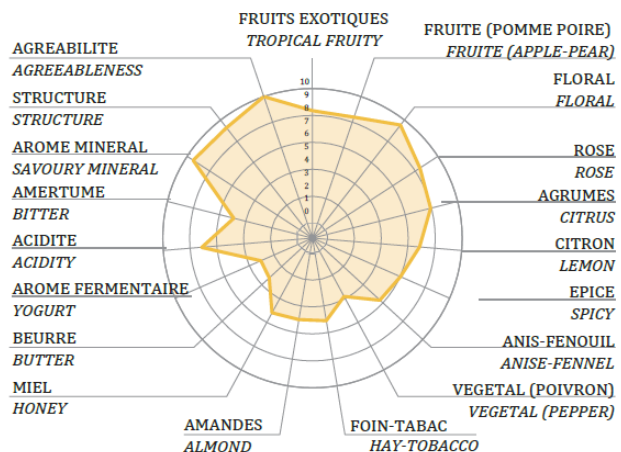 FRUITS EXOTIQUES
TROPICAL FRUITY
FRUITE (POMME POIRE)
FRUITE (APPLE-PEAR)
FLORAL
FLORAL
ROSE
ROSE
AGRUMES
CITRUS
CITRON
LEMON
EPICE
SPICY
ANIS-FENOUIL
ANISE-FENNEL
VEGETAL (POIVRON)
VEGETAL (PEPPER)
FOIN-TABAC
HAY-TOBACCO
AMANDES
ALMOND
MIEL
HONEY
BEURRE
BUTTER
AROME FERMENTAIRE
YOGURT
ACIDITE
ACIDITY
AMERTUME
BITTER
AROME MINERAL
SAVOURY MINERAL
STRUCTURE
STRUCTURE
AGREABILITE
AGREEABLENESS
10
9
8
7
6
5
4
3
2
1
0